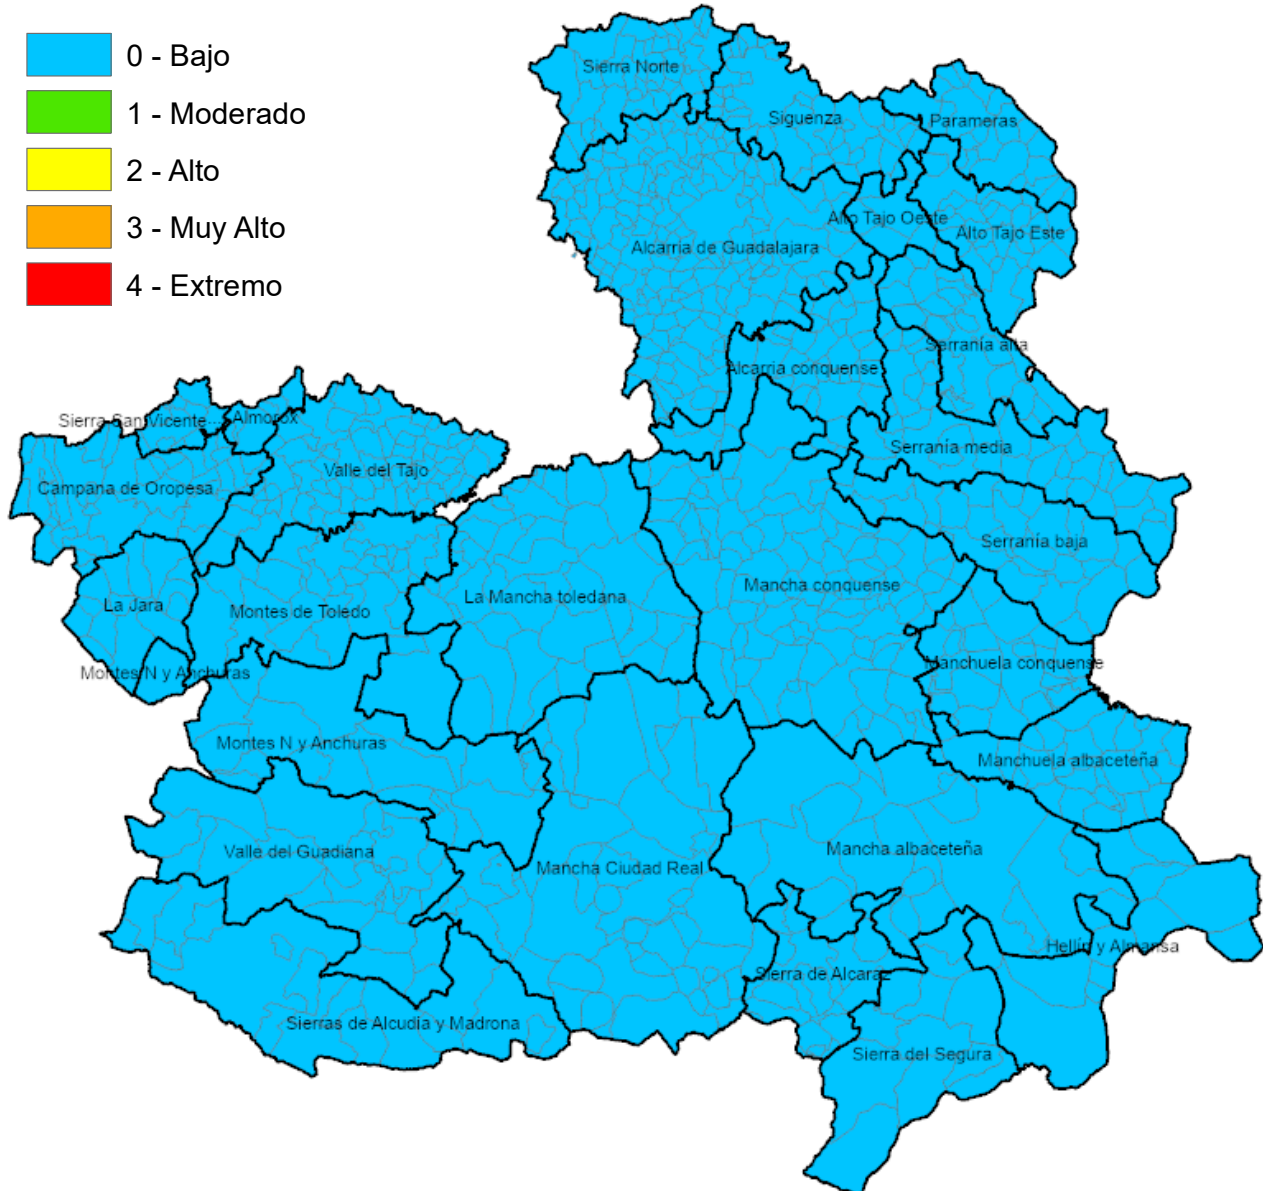 0 - Bajo
1 - Moderado
2 - Alto
3 - Muy Alto
4 - Extremo
Sierra Norte
Siguenza
Parameras
Alto Tajo Oeste
Alto Tajo Este
Alcarria de Guadalajara
Serranía alta
Alcarria conquense
Sierra San Vicente
Almorox
Serranía media
Valle del Tajo
Campana de Oropesa
Serranía baja
Mancha conquense
La Mancha toledana
La Jara
Montes de Toledo
Manchuela conquense
Montes N y Anchuras
Montes N y Anchuras
Manchuela albaceteña
Mancha albaceteña
Valle del Guadiana
Mancha Ciudad Real
Hellín y Almansa
Sierra de Alcaraz
Sierras de Alcudia y Madrona
Sierra del Segura